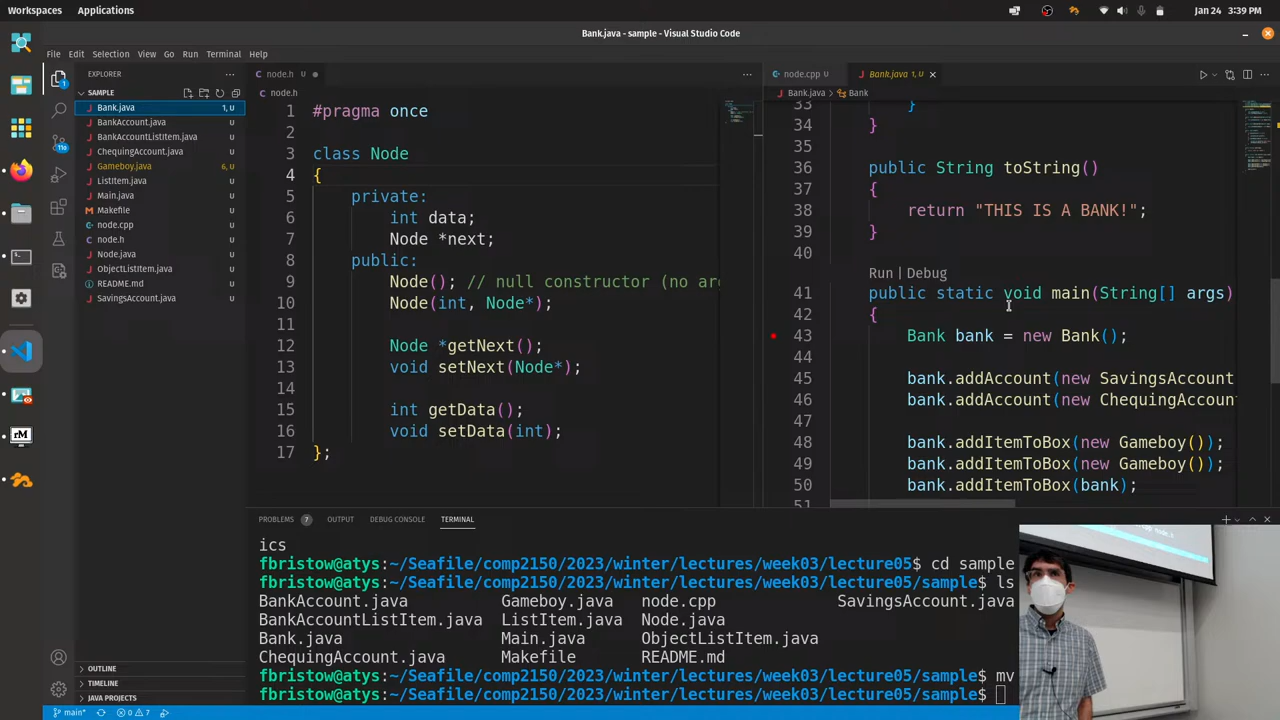 Workspaces Applications Jan 24 3:39 PM
Bank.java - sample - Visual Studio Code
File Edit Selection View Go Run Terminal Help
EXPLORER
SAMPLE
Bank.java 1, U
BankAccount.java U
BankAccountListItem.java U
ChequingAccount.java U
Gameboy.java 6, U
ListItem.java U
Main.java U
Makefile U
node.cpp U
node.h U
Node.java U
ObjectListItem.java U
README.md U
SavingsAccount.java U
OUTLINE
TIMELINE
JAVA PROJECTS
node.h
node.h
1 #pragma once
2
3 class Node
4 {
5 private:
6 int data;
7 Node *next;
8 public:
9 Node(); // null constructor (no arg
10 Node(int, Node*);
11
12 Node *getNext();
13 void setNext(Node*);
14
15 int getData();
16 void setData(int);
17 };
node.cpp U Bank.java 1, U
Bank.java > Bank
33 }
34 }
35
36 public String toString()
37 {
38 return "THIS IS A BANK!";
39 }
40
Run | Debug
41 public static void main(String[] args)
42 {
43 Bank bank = new Bank();
44
45 bank.addAccount(new SavingsAccount
46 bank.addAccount(new ChequingAccoun
47
48 bank.addItemToBox(new Gameboy());
49 bank.addItemToBox(new Gameboy());
50 bank.addItemToBox(bank);
51
PROBLEMS 7 OUTPUT DEBUG CONSOLE TERMINAL
ics
fbristow@atys:~/Seafile/comp2150/2023/winter/lectures/week03/lecture05$ cd sample
fbristow@atys:~/Seafile/comp2150/2023/winter/lectures/week03/lecture05/sample$ ls
BankAccount.java Gameboy.java node.cpp SavingsAccount.java
BankAccountListItem.java ListItem.java Node.java
Bank.java Main.java ObjectListItem.java
ChequingAccount.java Makefile README.md
fbristow@atys:~/Seafile/comp2150/2023/winter/lectures/week03/lecture05/sample$ mv
fbristow@atys:~/Seafile/comp2150/2023/winter/lectures/week03/lecture05/sample$
main* 0 7